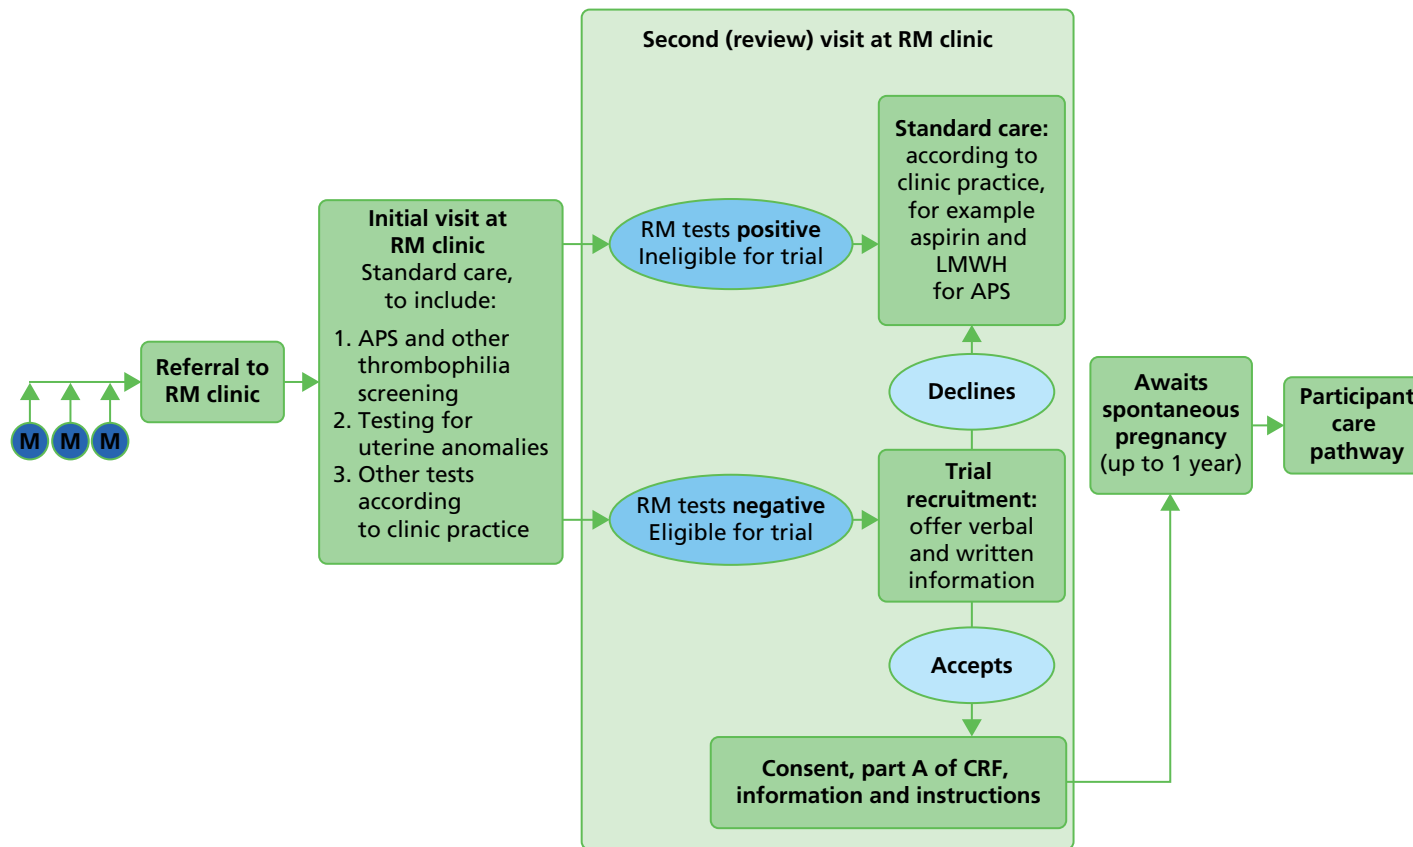 M
M
M
Referral to
RM clinic
Initial visit at
RM clinic
Standard care,
to include:
1. APS and other
thrombophilia
screening
2. Testing for
uterine anomalies
3. Other tests
according
to clinic practice
Second (review) visit at RM clinic
RM tests positive
Ineligible for trial
Standard care:
according to
clinic practice,
for example
aspirin and
LMWH
for APS
Declines
RM tests negative
Eligible for trial
Trial
recruitment:
offer verbal
and written
information
Accepts
Consent, part A of CRF,
information and instructions
Awaits
spontaneous
pregnancy
(up to 1 year)
Participant
care
pathway